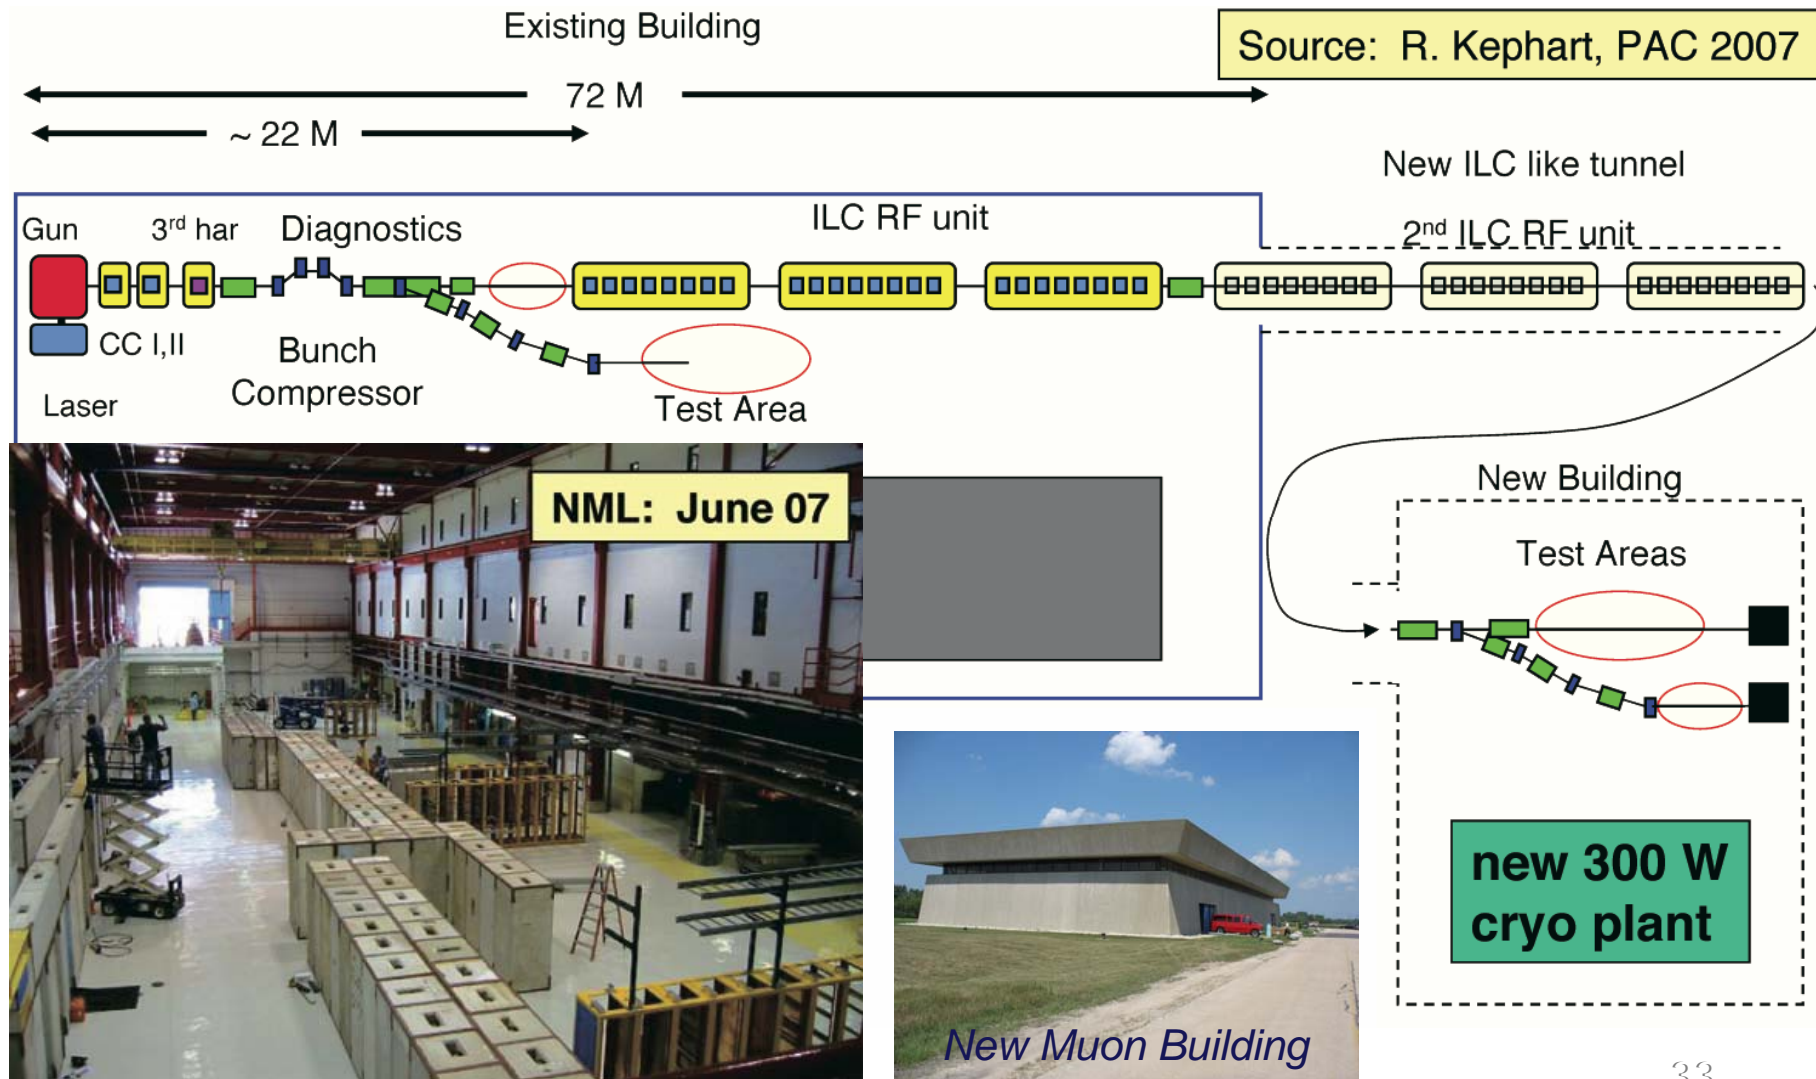 Existing Building
Source: R. Kephart, PAC 2007
72 M
~ 22 M
New ILC like tunnel
Gun
3rd har
Diagnostics
ILC RF unit
2nd ILC RF unit
CC I,II
Bunch
Compressor
Laser
Test Area
NML: June 07
New Building
Test Areas
new 300 W
cryo plant
New Muon Building
33